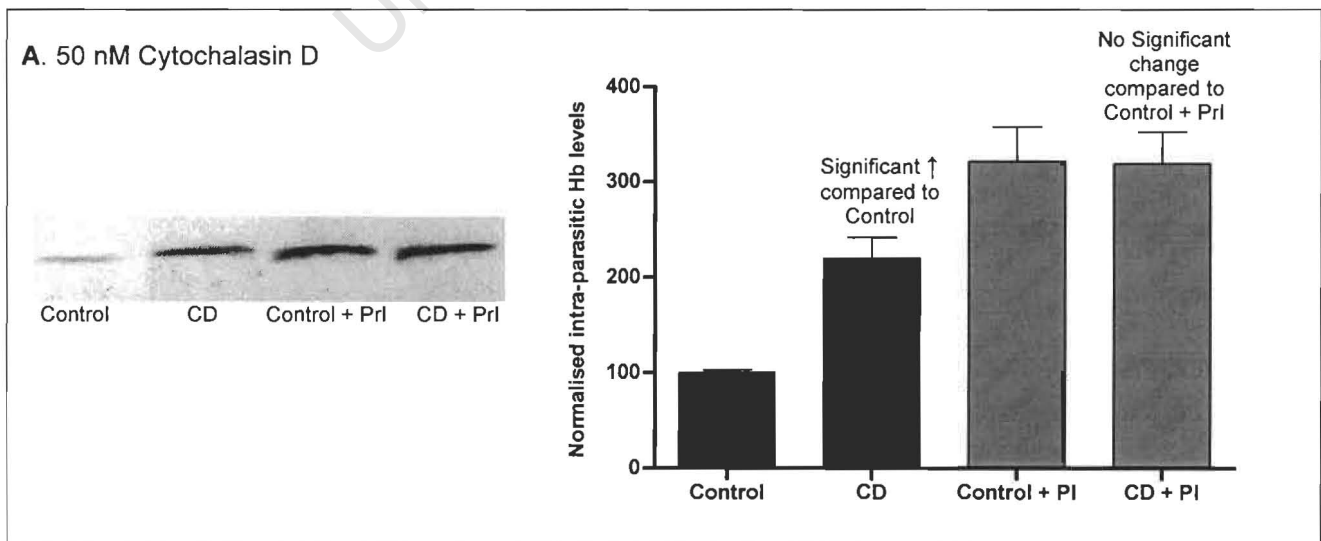 A. 50 nM Cytochalasin D
Control
CD
Control + PrI
CD + PrI
Normalised intra-parasitic Hb levels
400
300
200
100
0
Significant ↑
compared to
Control
No Significant
change
compared to
Control + PrI
Control
CD
Control + PI
CD + PI